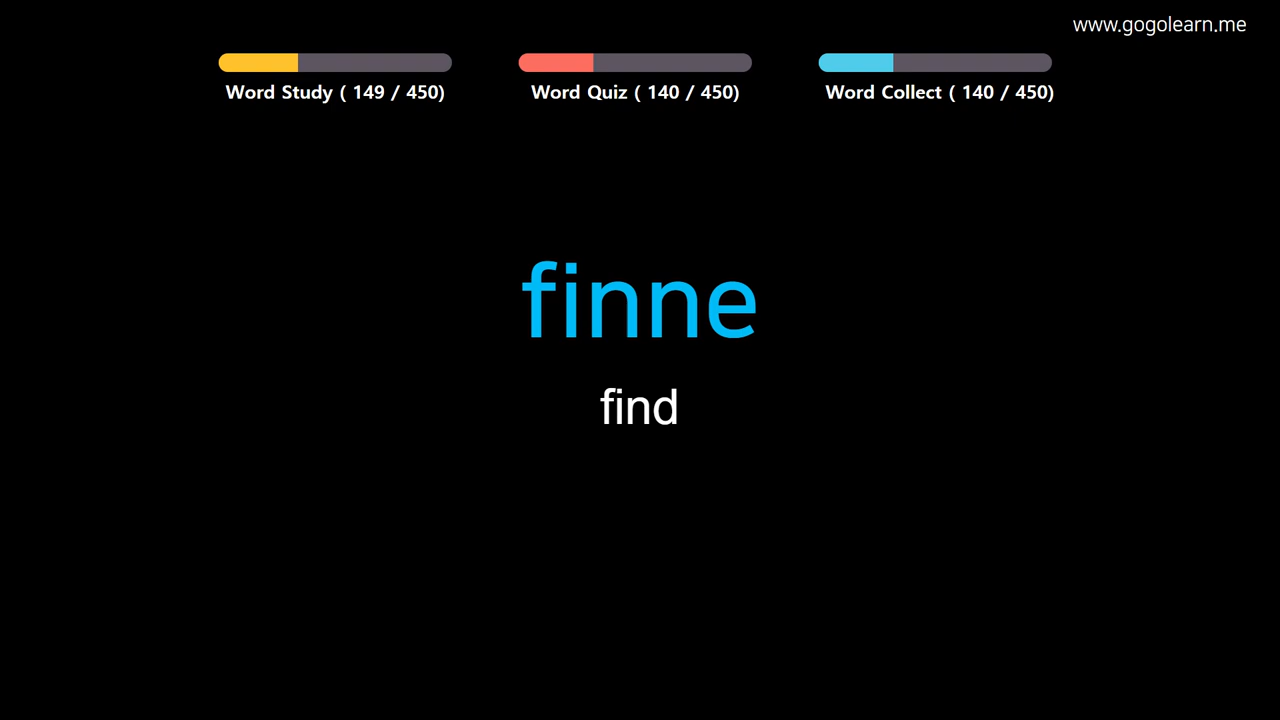 www.gogolearn.me
Word Study ( 149 / 450)
Word Quiz ( 140 / 450)
Word Collect ( 140 / 450)
finne
find